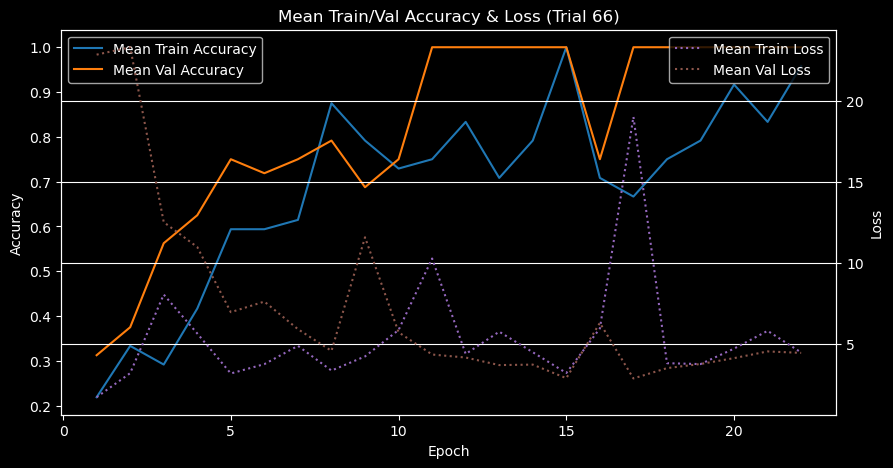 Mean Train/Val Accuracy & Loss (Trial 66)
Mean Train Accuracy
Mean Val Accuracy
Mean Train Loss
Mean Val Loss
Accuracy
1.0
0.9
0.8
0.7
0.6
0.5
0.4
0.3
0.2
20
15
10
5
Loss
0
5
10
15
20
Epoch